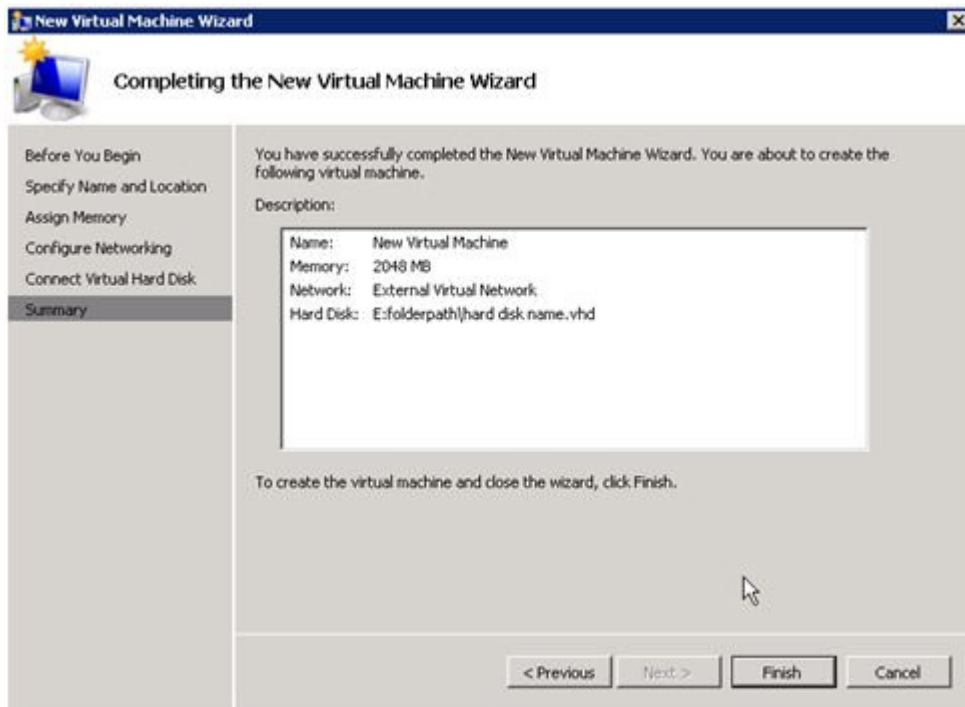 New Virtual Machine Wizard
Completing the New Virtual Machine Wizard
Before You Begin
Specify Name and Location
Assign Memory
Configure Networking
Connect Virtual Hard Disk
Summary
You have successfully completed the New Virtual Machine Wizard. You are about to create the
following virtual machine.
Description:
Name: New Virtual Machine
Memory: 2048 MB
Network: External Virtual Network
Hard Disk: E:folderpath\hard disk name.vhd
To create the virtual machine and close the wizard, click Finish.
< Previous Next > Finish Cancel